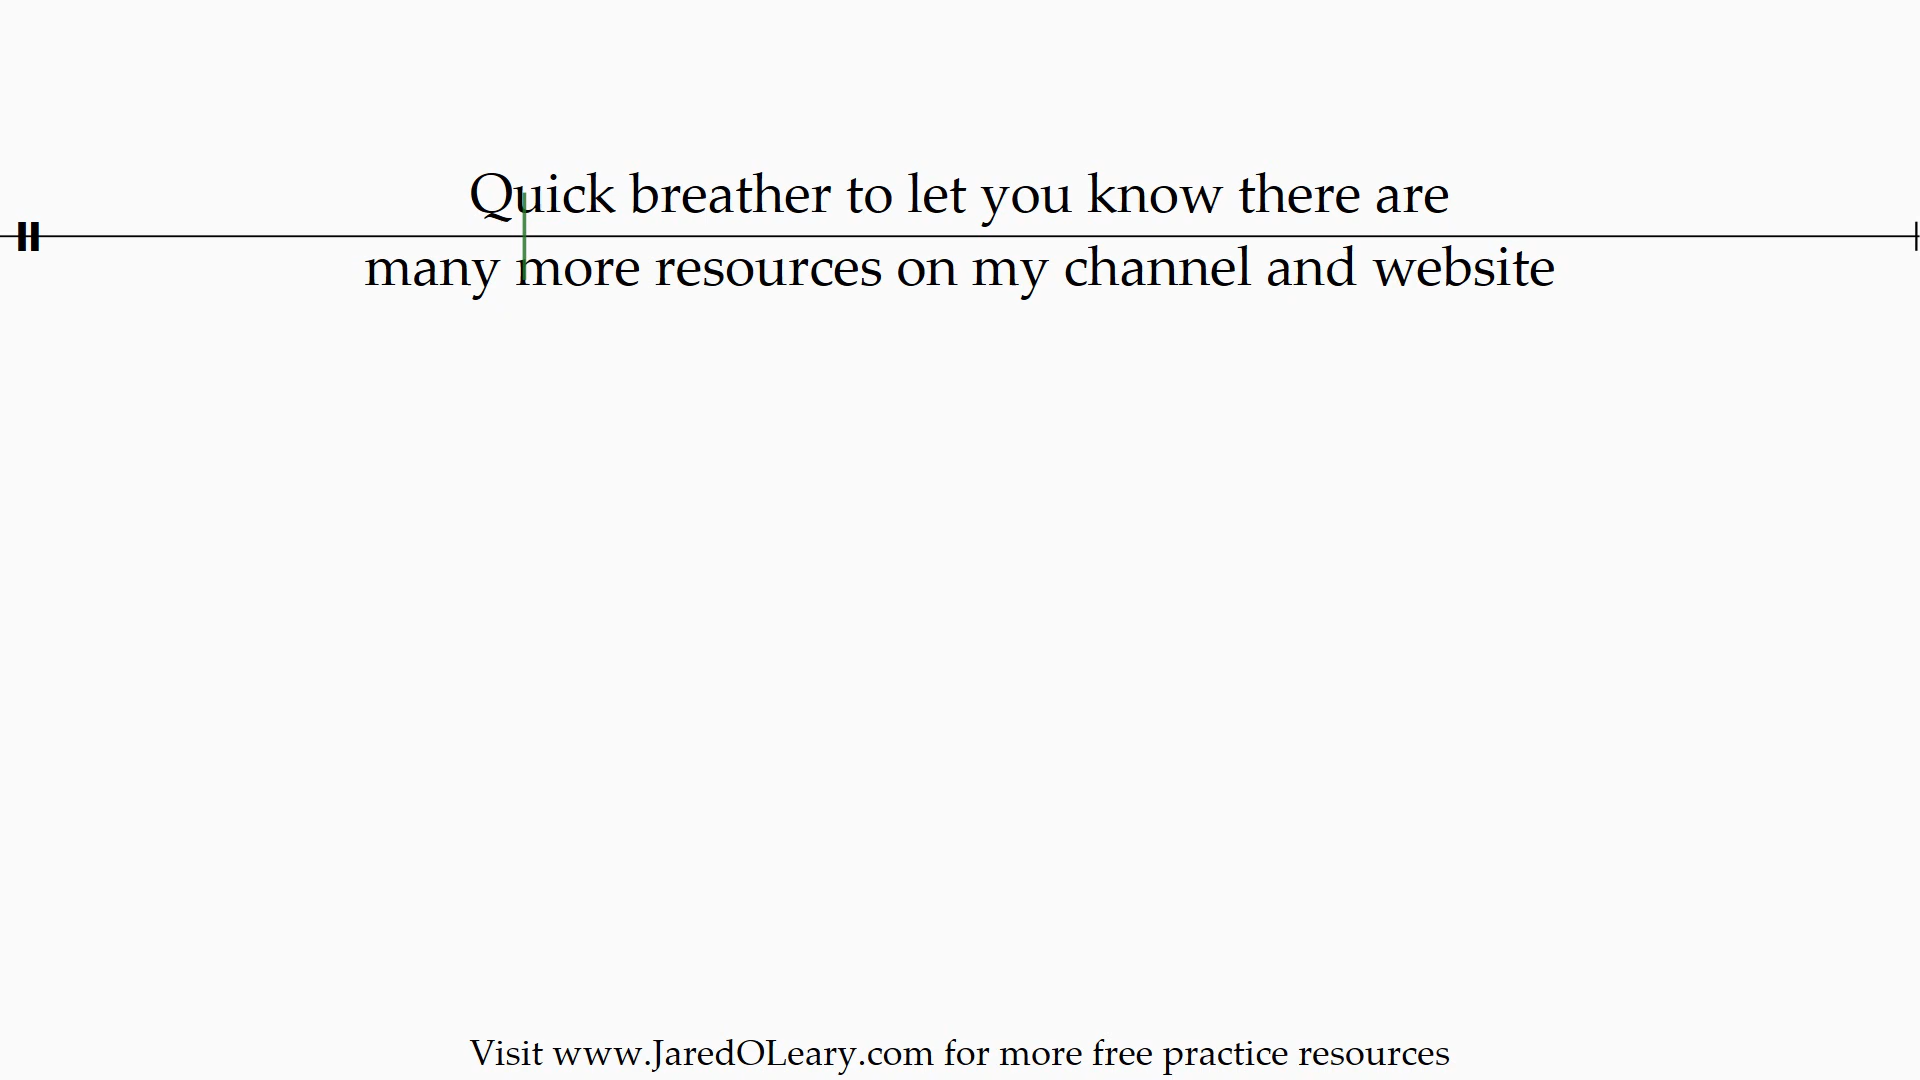 Quick breather to let you know there are
many more resources on my channel and website
Visit www.JaredOLeary.com for more free practice resources